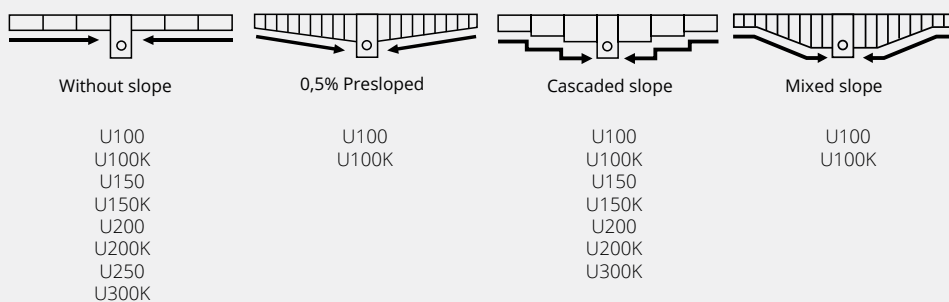 Without slope
U100
U100K
U150
U150K
U200
U200K
U250
U300K
0,5% Presloped
U100
U100K
Cascaded slope
U100
U100K
U150
U150K
U200
U200K
U300K
Mixed slope
U100
U100K